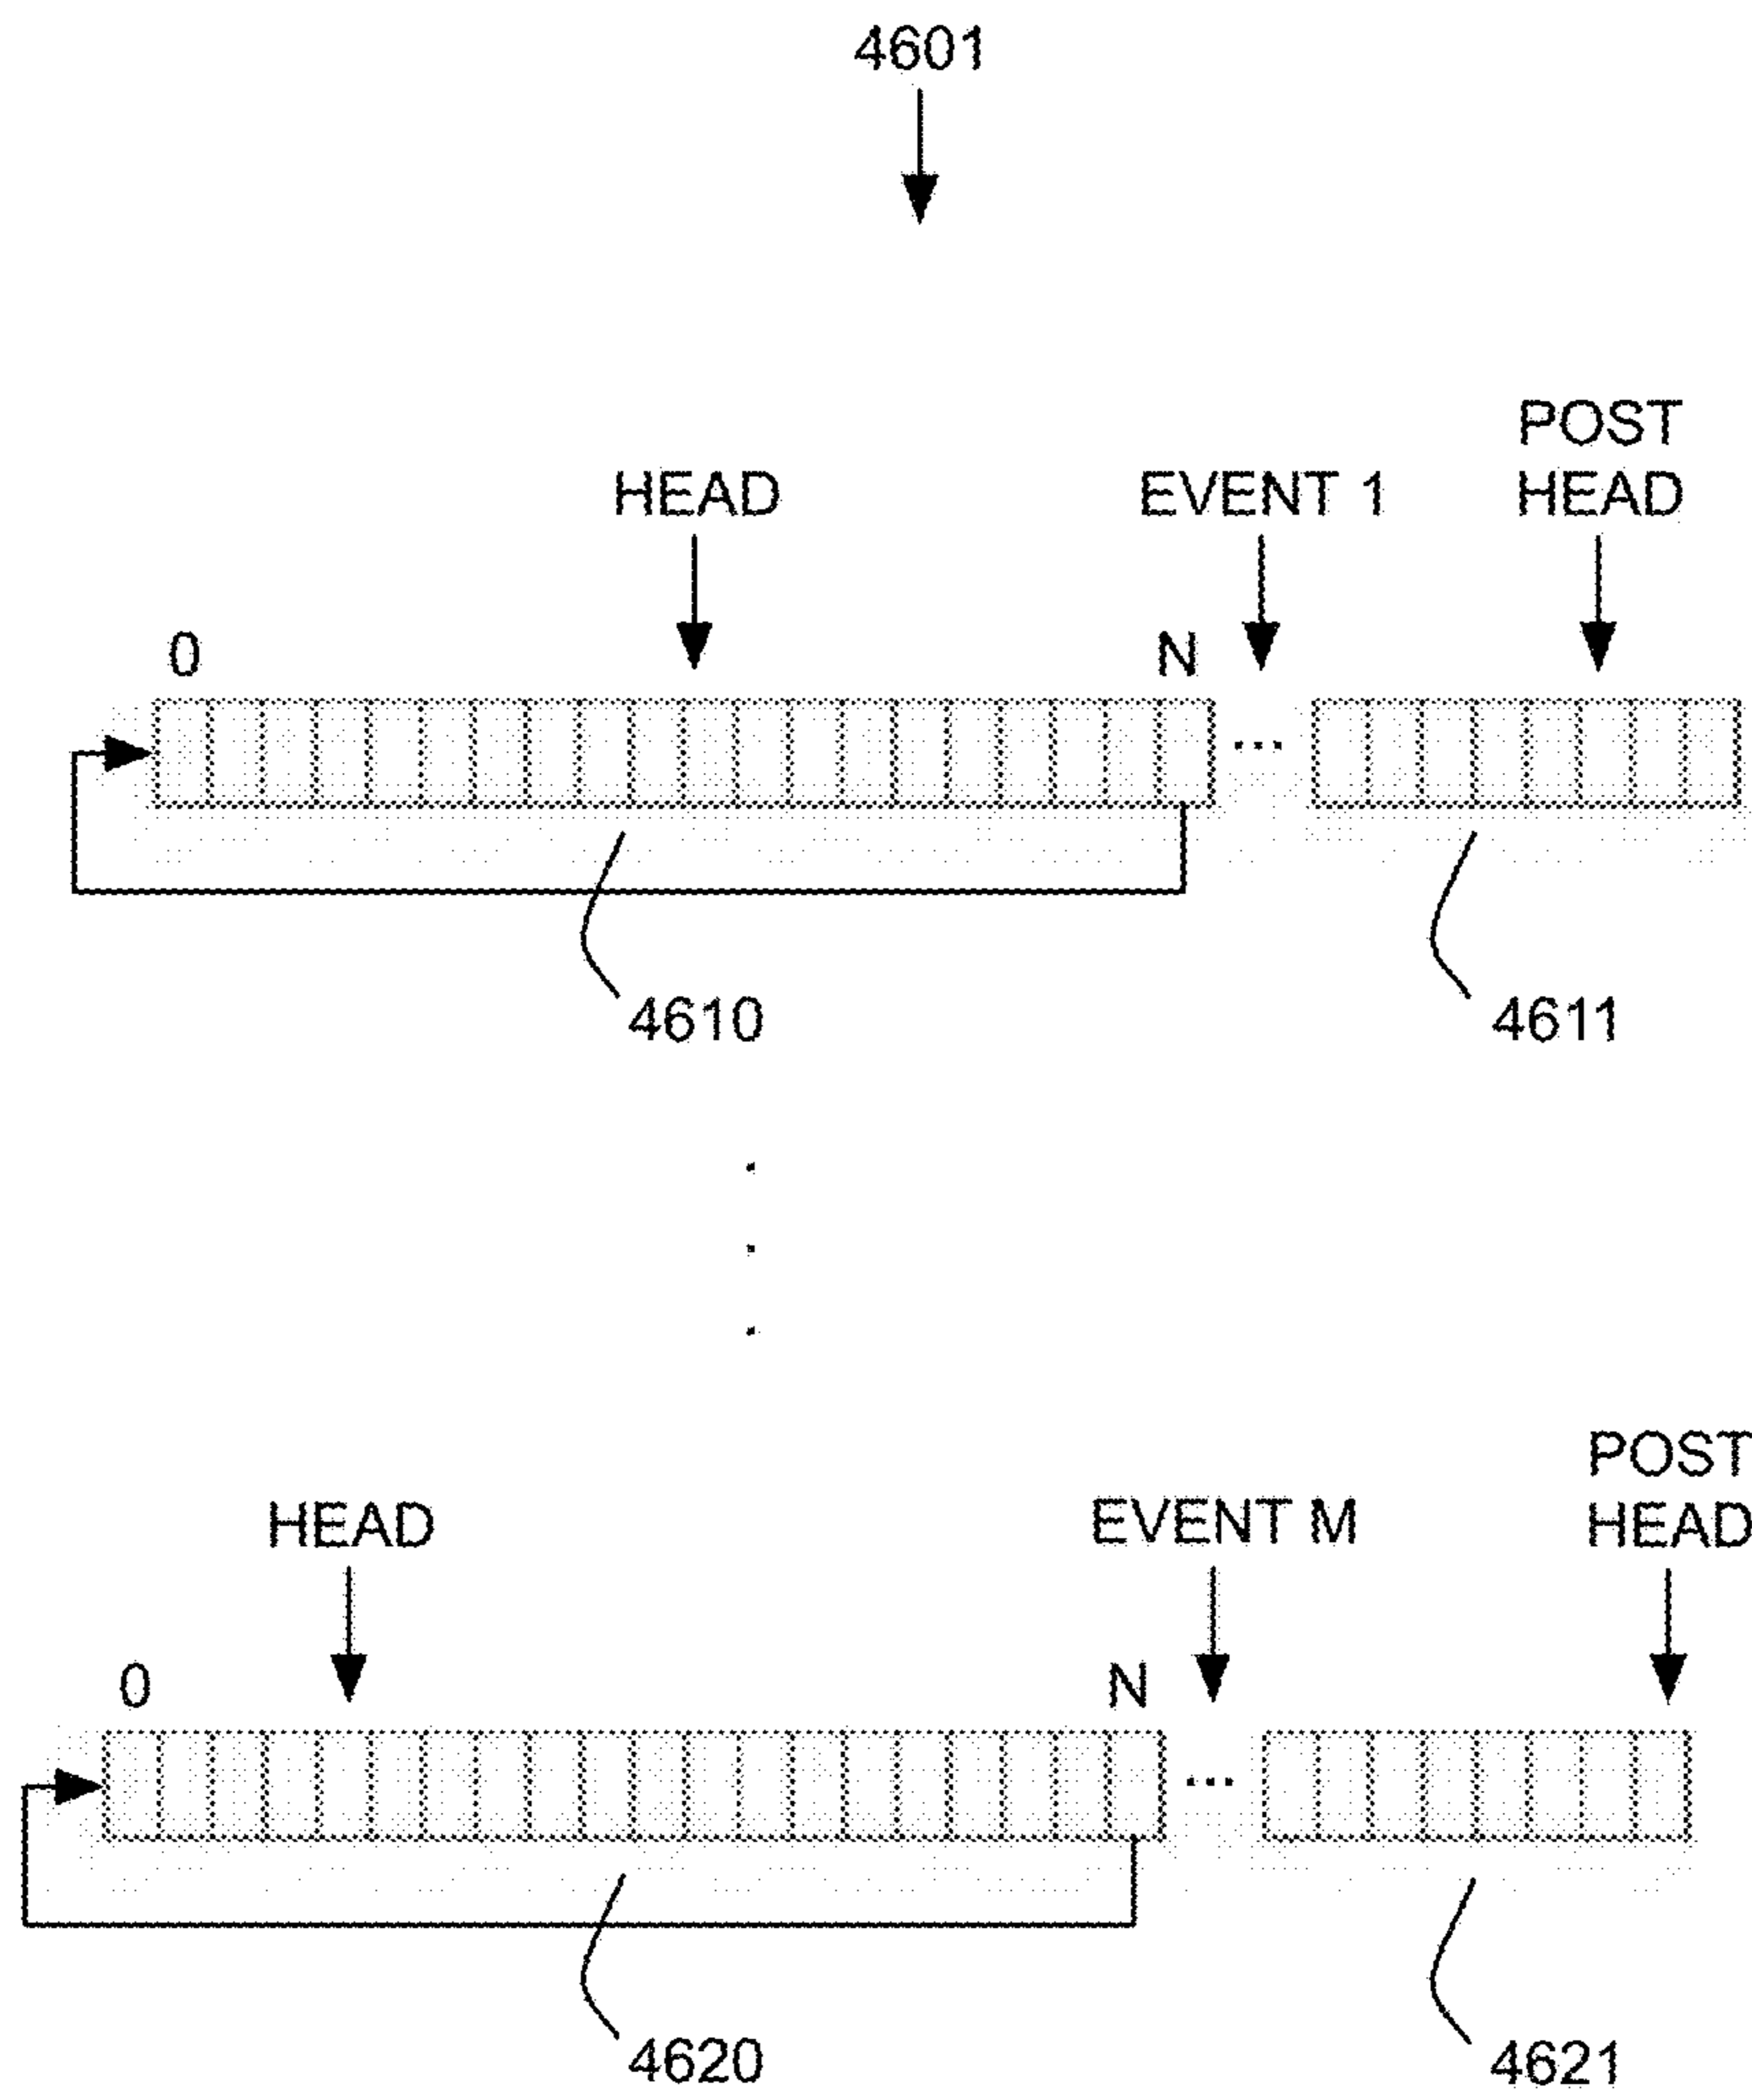 4601
POST
HEAD EVENT 1 HEAD
0 N
...
4610 4611
POST
HEAD EVENT M HEAD
0 N
...
4620 4621